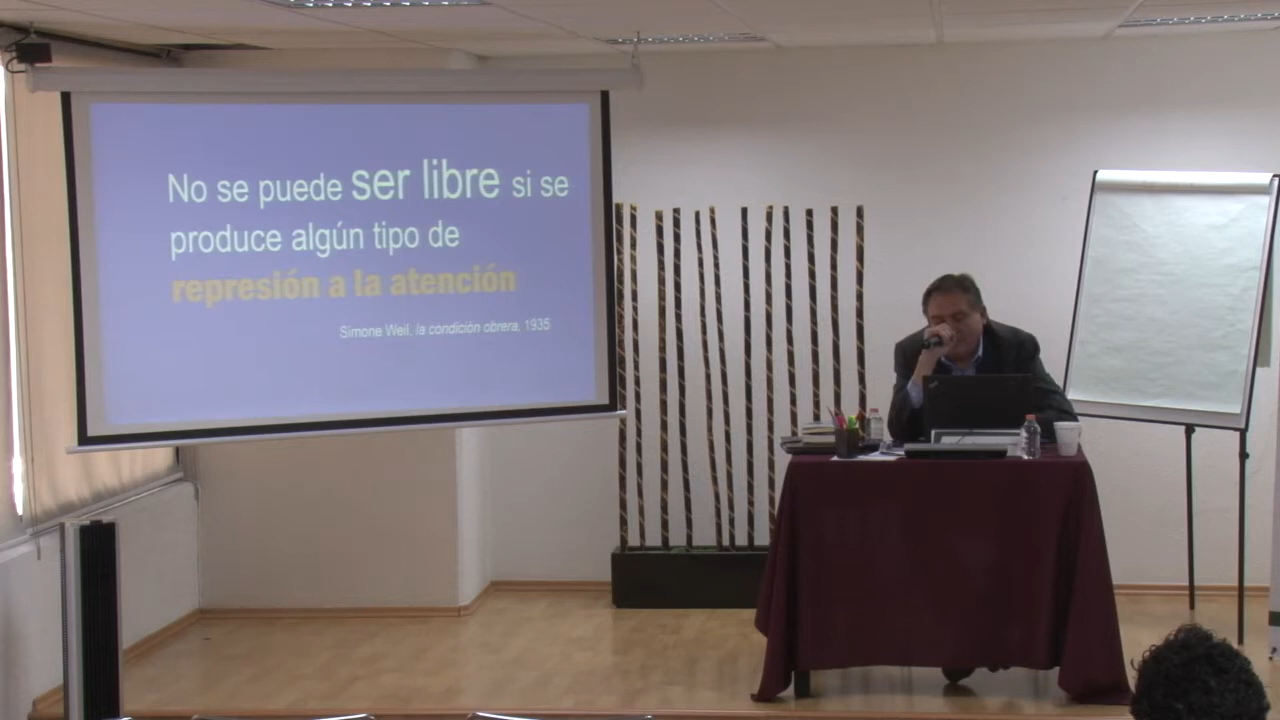 No se puede ser libre si se
produce algún tipo de
represión a la atención
Simone Weil, la condición obrera, 1935